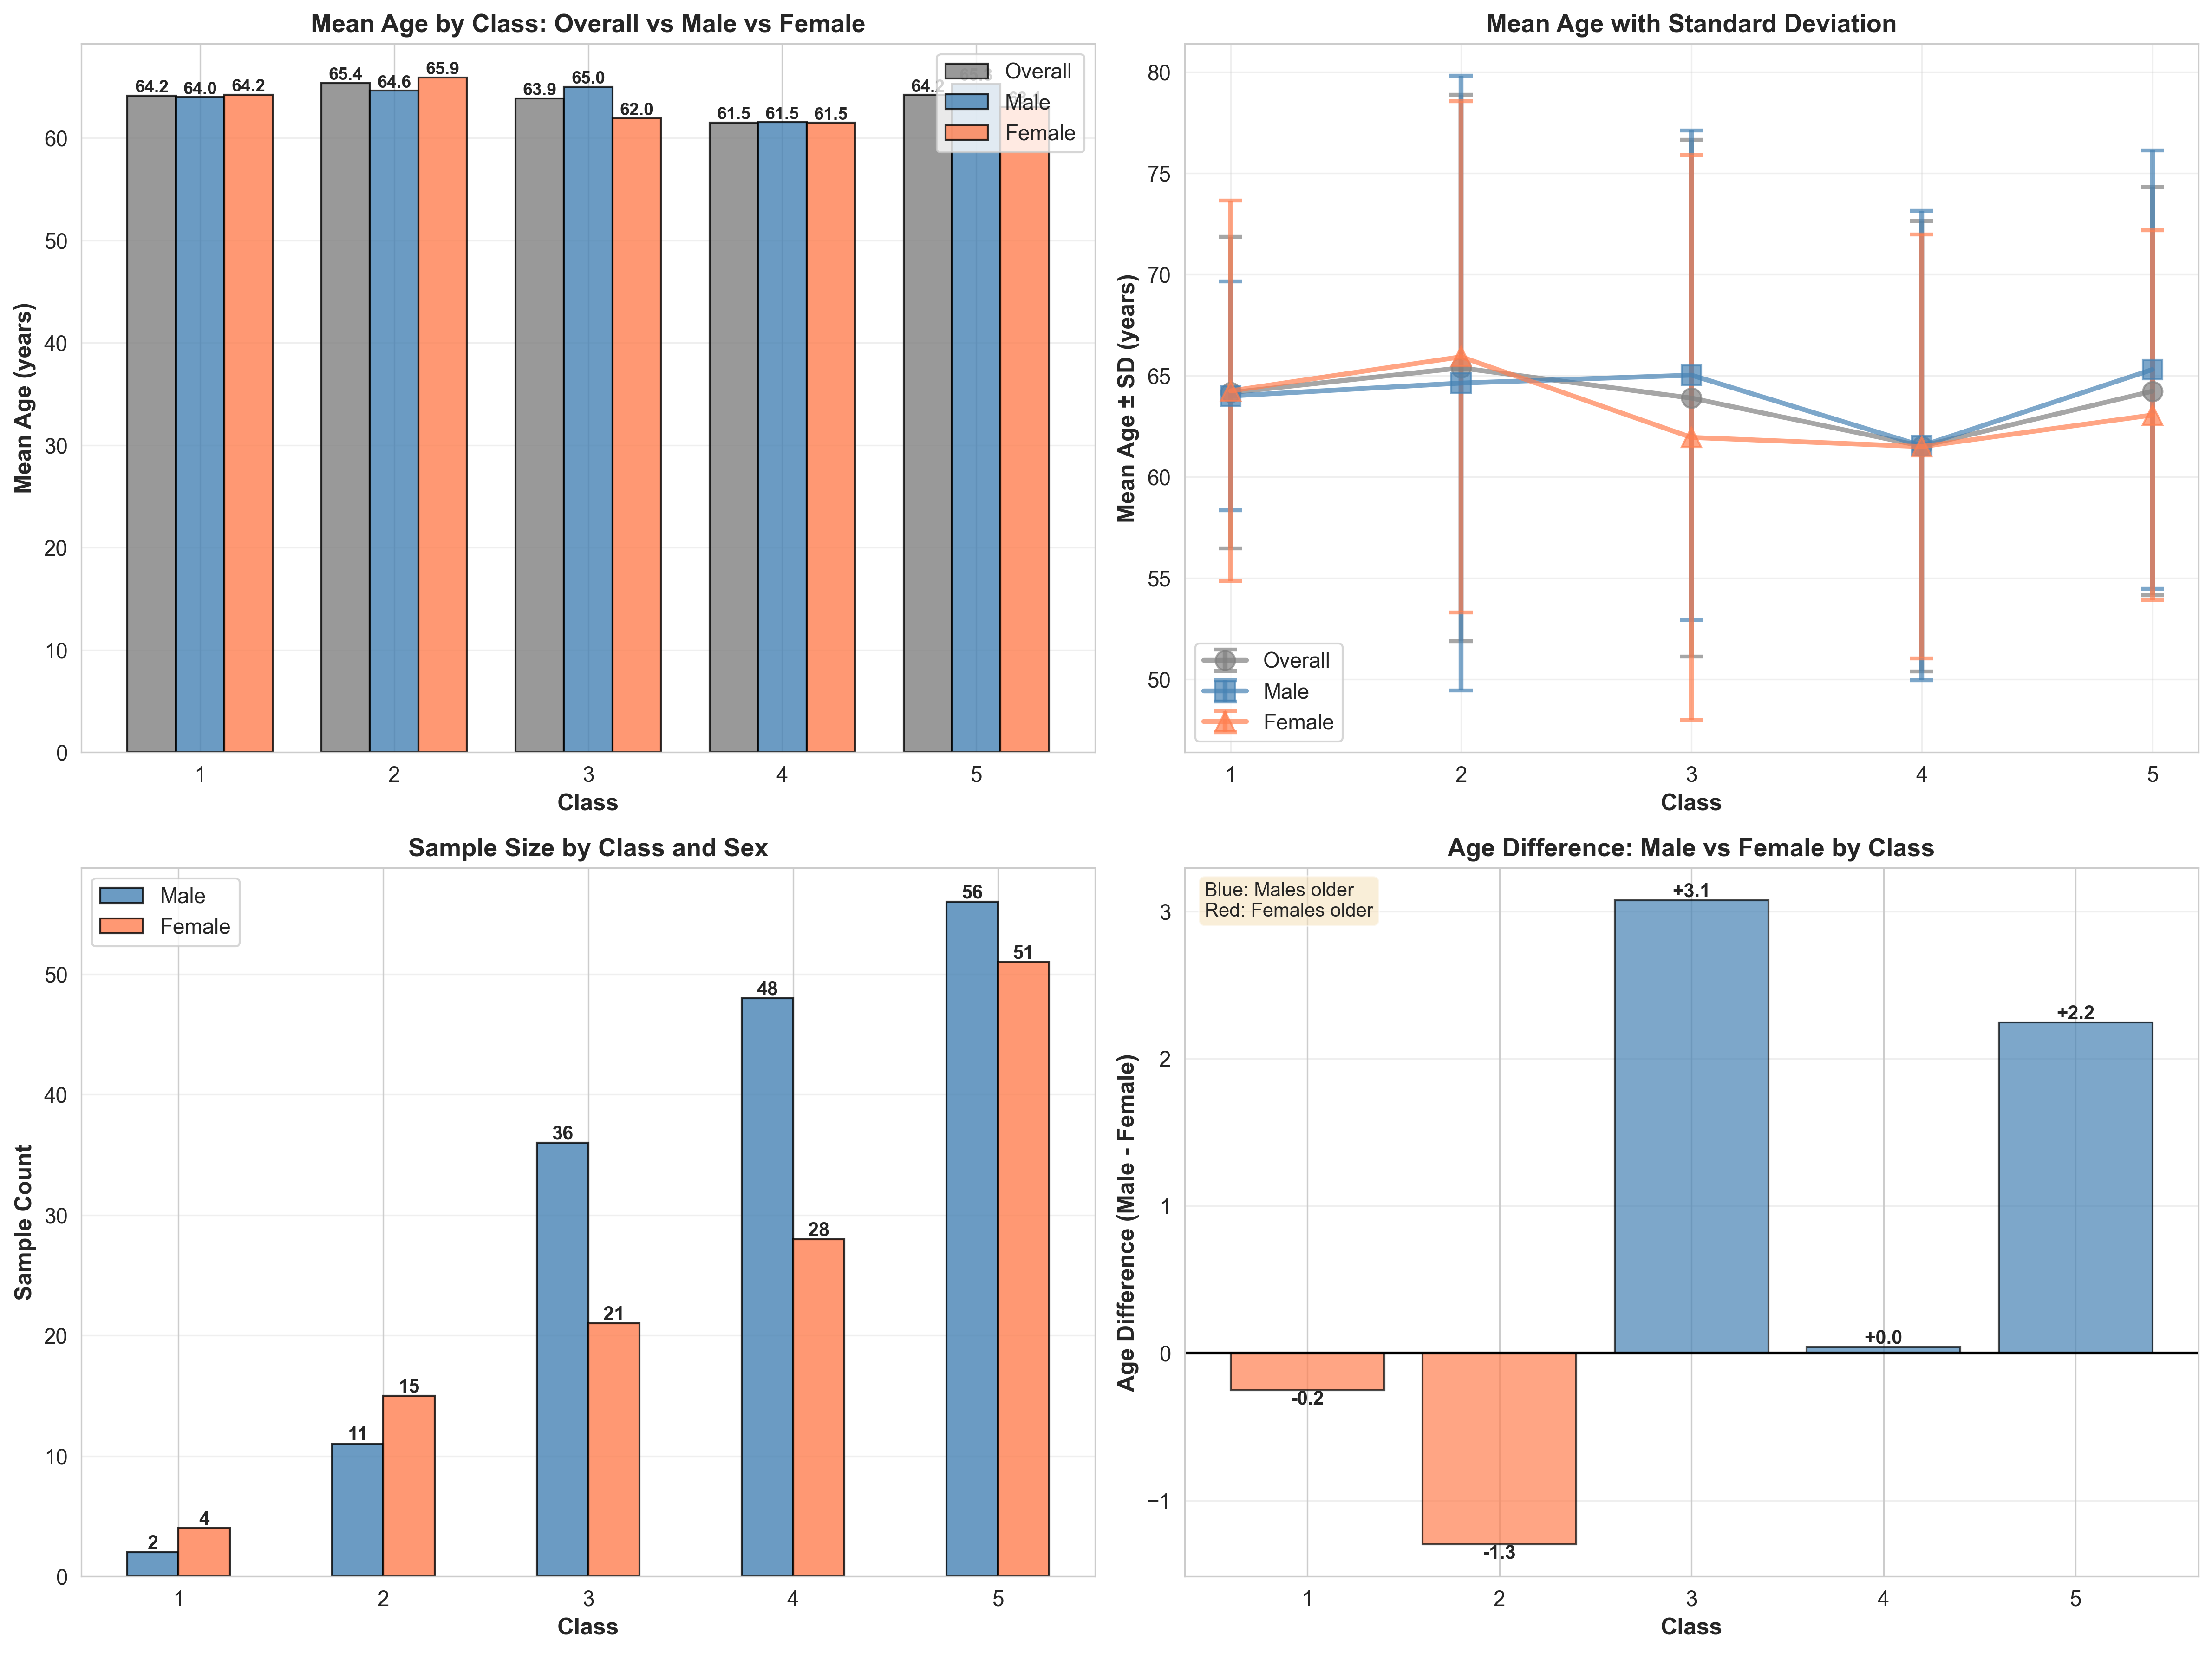 Mean Age by Class: Overall vs Male vs Female
Mean Age (years)
60
50
40
30
20
10
0
64.2 64.0 64.2
65.4 64.6 65.9
63.9 65.0 62.0
61.5 61.5 61.5
64.2
Overall
Male
Female
1 2 3 4 5
Class
Mean Age with Standard Deviation
Mean Age ± SD (years)
80
75
70
65
60
55
50
Overall
Male
Female
1 2 3 4 5
Class
Sample Size by Class and Sex
Sample Count
Male
Female
50
40
30
20
10
0
2 4
11 15
36 21
48 28
56 51
1 2 3 4 5
Class
Age Difference: Male vs Female by Class
Age Difference (Male - Female)
Blue: Males older
Red: Females older
3
2
1
0
−1
-0.2
-1.3
+3.1
+0.0
+2.2
1 2 3 4 5
Class